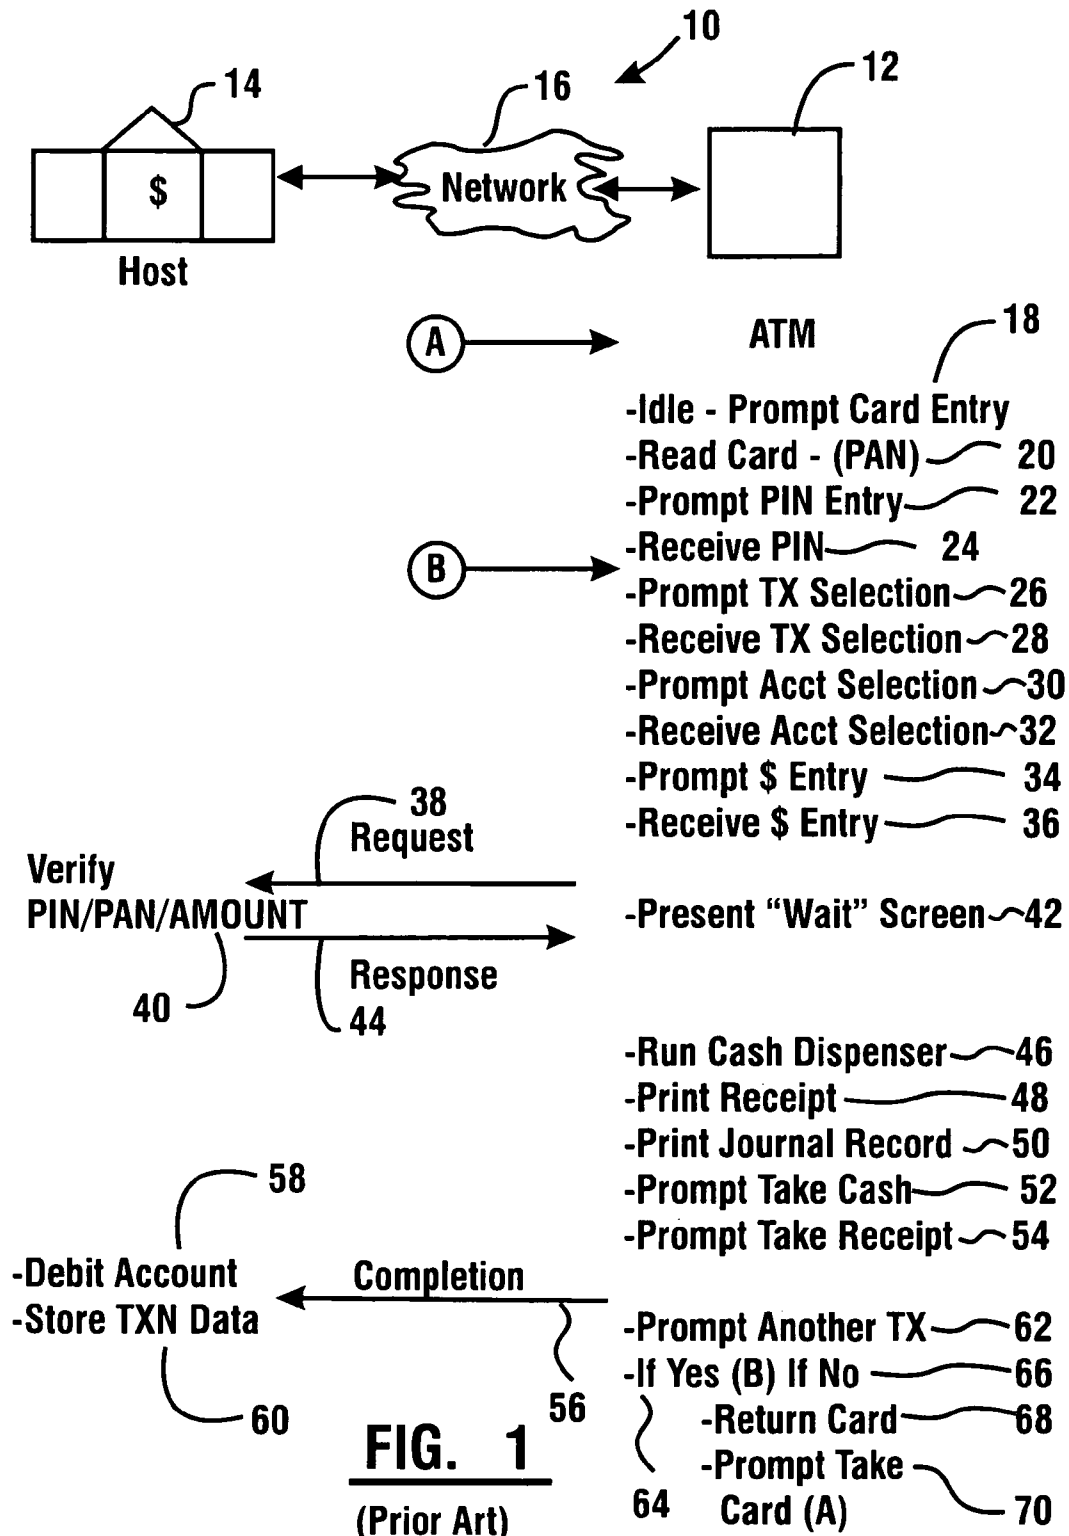 10
14
16
12
$
Network
Host
A
ATM
18
-Idle - Prompt Card Entry
-Read Card - (PAN) 20
-Prompt PIN Entry 22
-Receive PIN 24
B
-Prompt TX Selection 26
-Receive TX Selection 28
-Prompt Acct Selection 30
-Receive Acct Selection 32
-Prompt $ Entry 34
-Receive $ Entry 36
38
Request
Verify
PIN/PAN/AMOUNT
-Present “Wait” Screen 42
Response
40
44
-Run Cash Dispenser 46
-Print Receipt 48
-Print Journal Record 50
-Prompt Take Cash 52
-Prompt Take Receipt 54
58
-Debit Account
-Store TXN Data
Completion
-Prompt Another TX 62
-If Yes (B) If No 66
56
60
-Return Card 68
-Prompt Take
Card (A)
64
70
FIG. 1
(Prior Art)